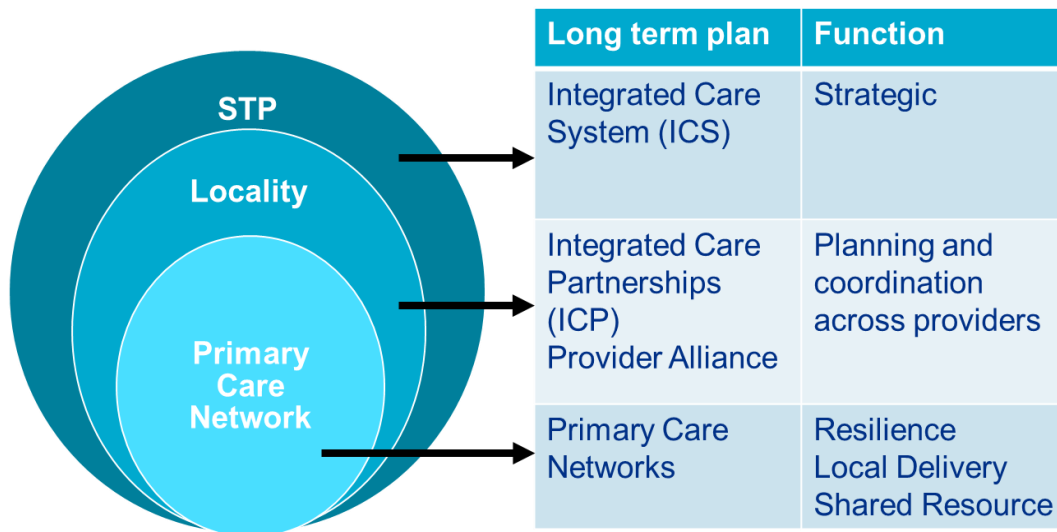 STP
Locality
Primary
Care
Network
Long term plan
Function
Integrated Care
System (ICS)
Strategic
Integrated Care
Partnerships
(ICP)
Provider Alliance
Planning and
coordination
across providers
Primary Care
Networks
Resilience
Local Delivery
Shared Resource